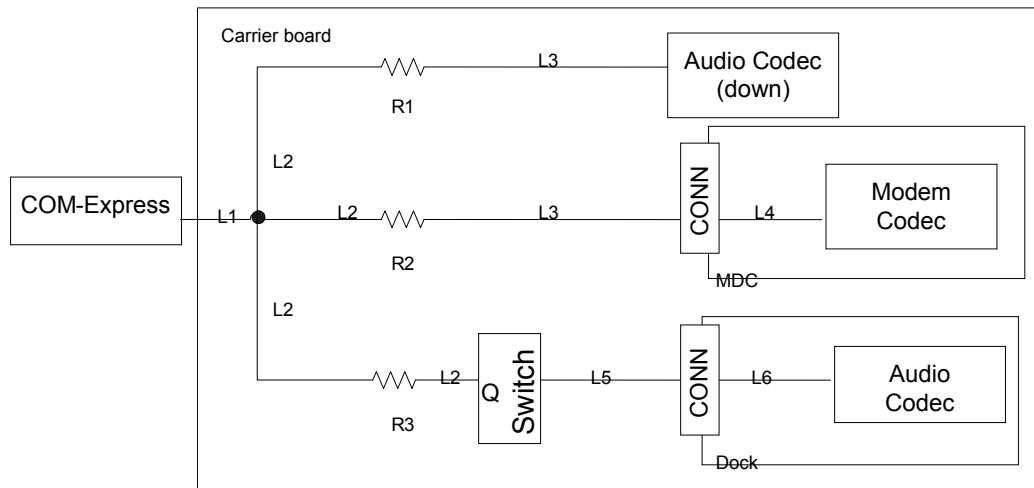 Carrier board
L3
Audio Codec
(down)
R1
L2
COM-Express
L1
L2
R2
L3
CONN
L4
Modem
Codec
MDC
L2
R3
L2
Q
Switch
L5
CONN
L6
Audio
Codec
Dock